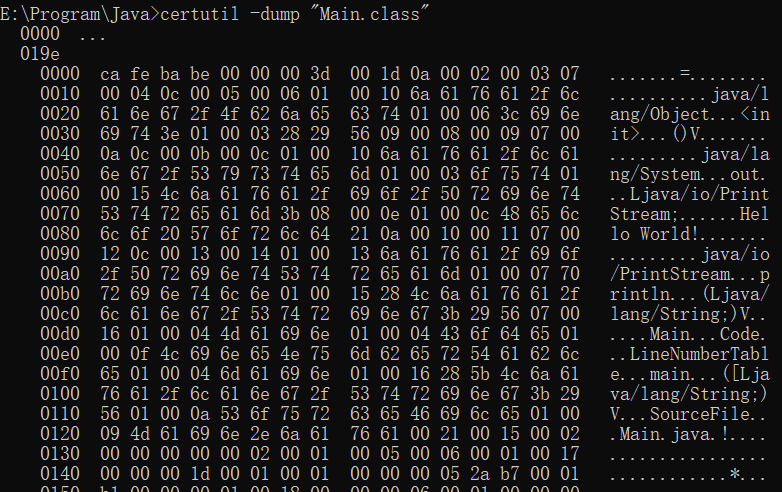 E:\Program\Java>certutil -dump "Main.class"
0000 ...
019e
0000 ca fe ba be 00 00 00 3d 00 1d 0a 00 02 00 03 07 .......=........
0010 00 04 0c 00 05 00 06 01 00 10 6a 61 76 61 2f 6c ..........java/l
0020 61 6e 67 2f 4f 62 6a 65 63 74 01 00 06 3c 69 6e ang/Object...<in
0030 69 74 3e 01 00 03 28 29 56 09 00 08 00 09 07 00 it>...()V.......
0040 0a 0c 00 0b 00 0c 01 00 10 6a 61 76 61 2f 6c 61 .........java/la
0050 6e 67 2f 53 79 73 74 65 6d 01 00 03 6f 75 74 01 ng/System...out.
0060 00 15 4c 6a 61 76 61 2f 69 6f 2f 50 72 69 6e 74 ..Ljava/io/Print
0070 53 74 72 65 61 6d 3b 08 00 0e 01 00 0c 48 65 6c Stream;......Hel
0080 6c 6f 20 57 6f 72 6c 64 21 0a 00 10 00 11 07 00 lo World!.......
0090 12 0c 00 13 00 14 01 00 13 6a 61 76 61 2f 69 6f .........java/io
00a0 2f 50 72 69 6e 74 53 74 72 65 61 6d 01 00 07 70 /PrintStream...p
00b0 72 69 6e 74 6c 6e 01 00 15 28 4c 6a 61 76 61 2f rintln...(Ljava/
00c0 6c 61 6e 67 2f 53 74 72 69 6e 67 3b 29 56 07 00 lang/String;)V..
00d0 16 01 00 04 4d 61 69 6e 01 00 04 43 6f 64 65 01 ....Main...Code.
00e0 00 0f 4c 69 6e 65 4e 75 6d 62 65 72 54 61 62 6c ..LineNumberTabl
00f0 65 01 00 04 6d 61 69 6e 01 00 16 28 5b 4c 6a 61 e...main...([Lja
0100 76 61 2f 6c 61 6e 67 2f 53 74 72 69 6e 67 3b 29 va/lang/String;)
0110 56 01 00 0a 53 6f 75 72 63 65 46 69 6c 65 01 00 V...SourceFile..
0120 09 4d 61 69 6e 2e 6a 61 76 61 00 21 00 15 00 02 .Main.java.!....
0130 00 00 00 00 00 02 00 01 00 05 00 06 00 01 00 17 ................
0140 00 00 00 1d 00 01 00 01 00 00 00 05 2a b7 00 01 ............*...